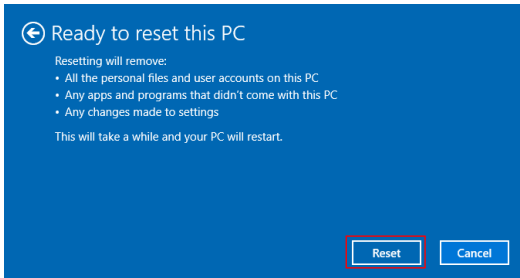 Ready to reset this PC
Resetting will remove:
• All the personal files and user accounts on this PC
• Any apps and programs that didn't come with this PC
• Any changes made to settings
This will take a while and your PC will restart.
Reset
Cancel